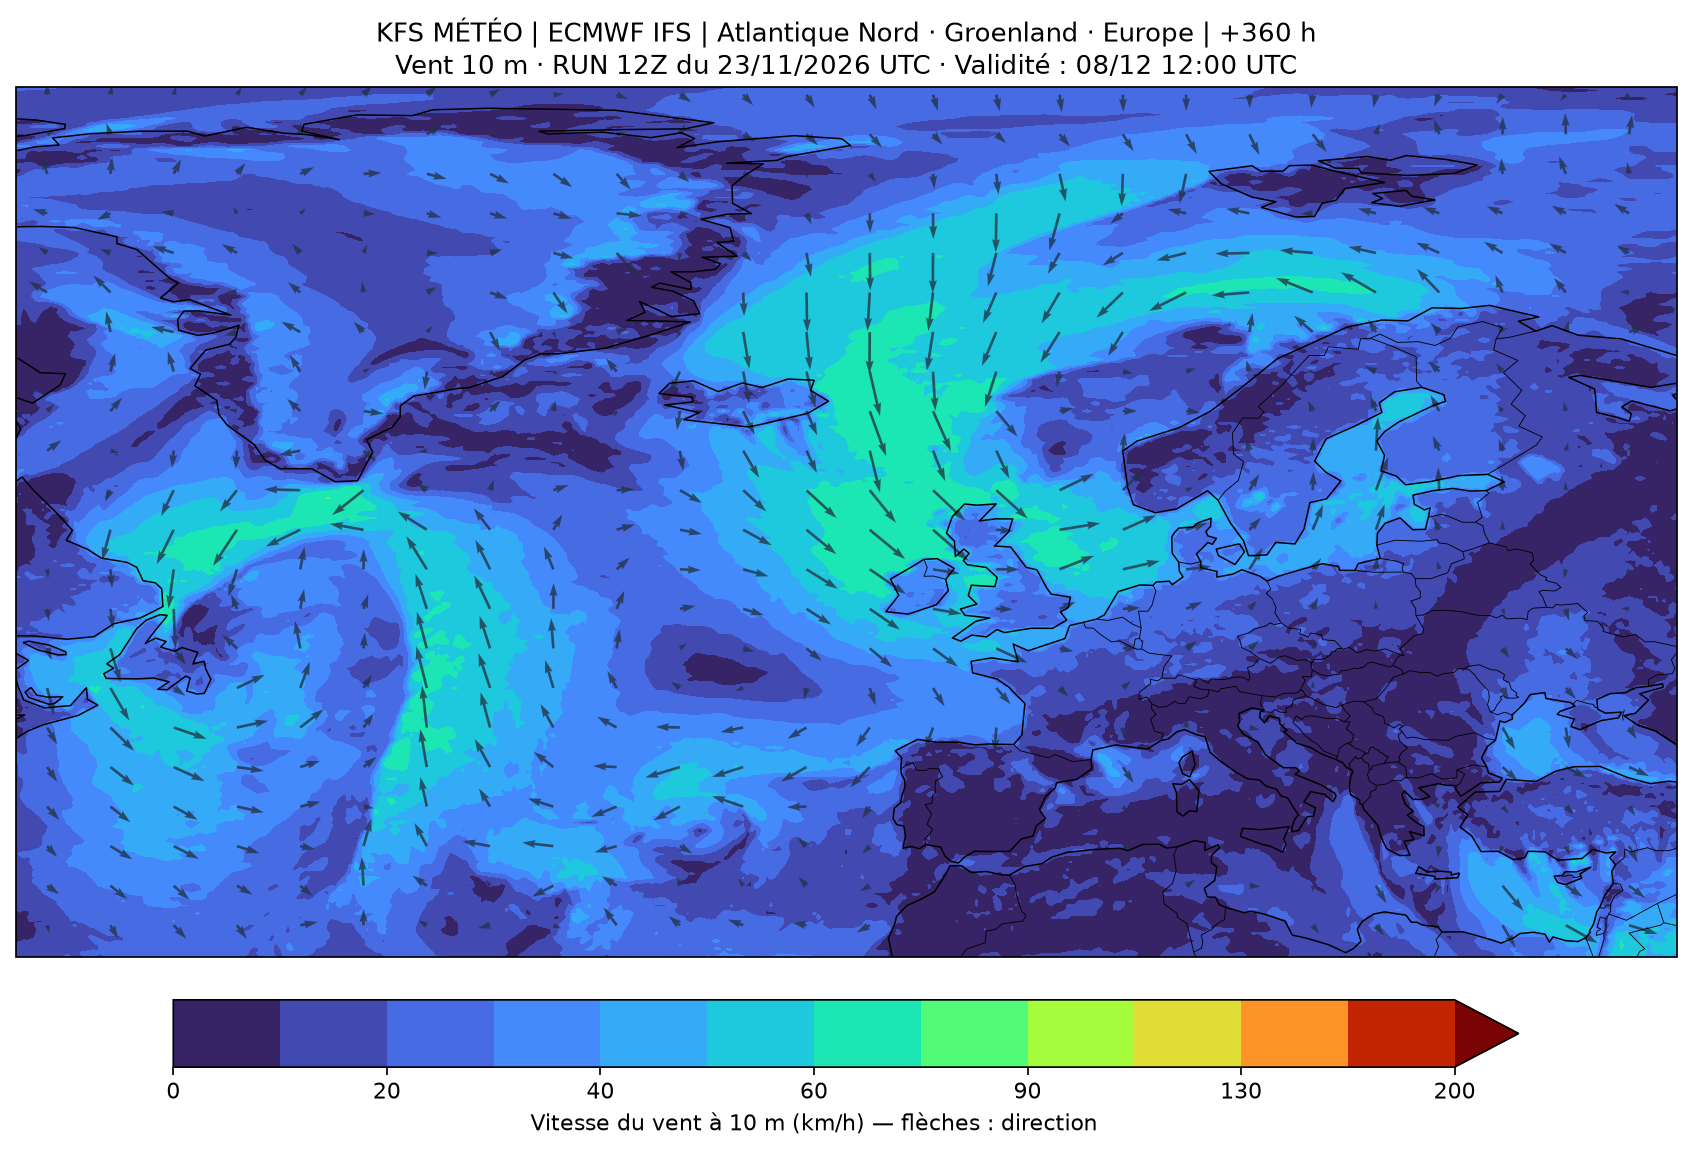 KFS MÉTÉO | ECMWF IFS | Atlantique Nord · Groenland · Europe | +360 h
Vent 10 m · RUN 12Z du 23/11/2026 UTC · Validité : 08/12 12:00 UTC
0 20 40 60 90 130 200
Vitesse du vent à 10 m (km/h) — flèches : direction